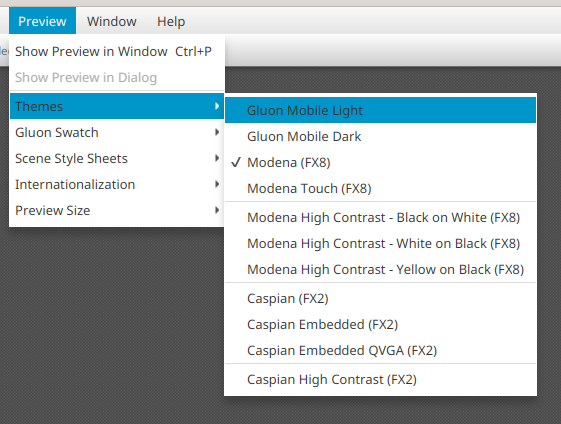 Preview Window Help
Show Preview in Window Ctrl+P
Show Preview in Dialog
Themes
Gluon Swatch
Scene Style Sheets
Internationalization
Preview Size
Gluon Mobile Light
Gluon Mobile Dark
✓ Modena (FX8)
Modena Touch (FX8)
Modena High Contrast - Black on White (FX8)
Modena High Contrast - White on Black (FX8)
Modena High Contrast - Yellow on Black (FX8)
Caspian (FX2)
Caspian Embedded (FX2)
Caspian Embedded QVGA (FX2)
Caspian High Contrast (FX2)